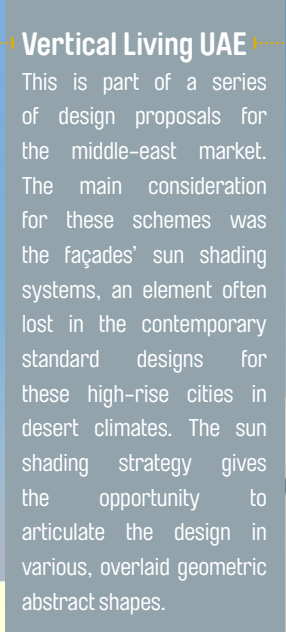 Vertical Living UAE
This is part of a series
of design proposals for
the middle-east market.
The main consideration
for these schemes was
the façades’ sun shading
systems, an element often
lost in the contemporary
standard designs for
these high-rise cities in
desert climates. The sun
shading strategy gives
the opportunity to
articulate the design in
various, overlaid geometric
abstract shapes.